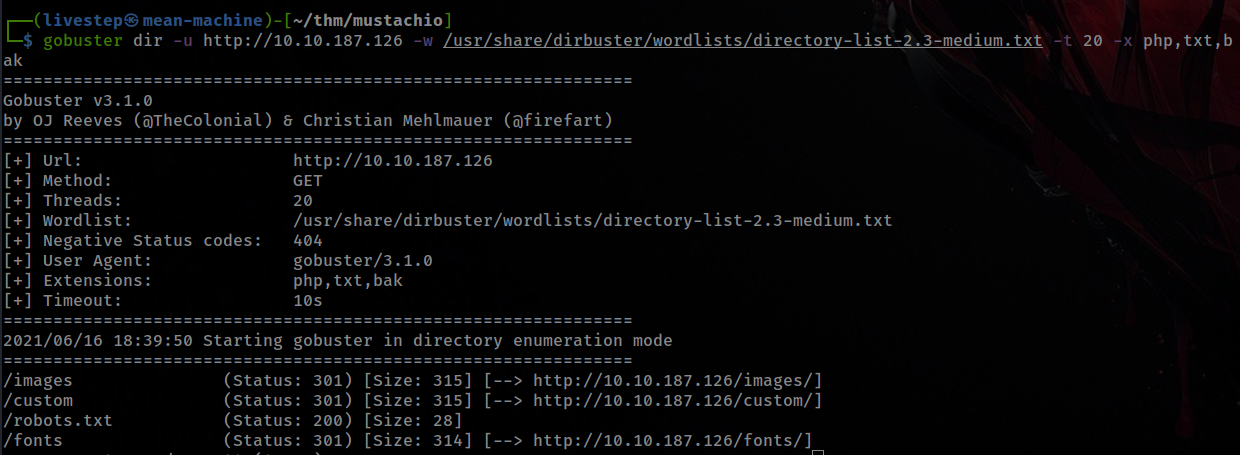 ┌──(livestep㉿mean-machine)-[~/thm/mustachio]
└─$ gobuster dir -u http://10.10.187.126 -w /usr/share/dirbuster/wordlists/directory-list-2.3-medium.txt -t 20 -x php,txt,b
ak
===============================================================
Gobuster v3.1.0
by OJ Reeves (@TheColonial) & Christian Mehlmauer (@firefart)
===============================================================
[+] Url:                     http://10.10.187.126
[+] Method:                  GET
[+] Threads:                 20
[+] Wordlist:                /usr/share/dirbuster/wordlists/directory-list-2.3-medium.txt
[+] Negative Status codes:   404
[+] User Agent:              gobuster/3.1.0
[+] Extensions:              php,txt,bak
[+] Timeout:                 10s
===============================================================
2021/06/16 18:39:50 Starting gobuster in directory enumeration mode
===============================================================
/images               (Status: 301) [Size: 315] [--> http://10.10.187.126/images/]
/custom               (Status: 301) [Size: 315] [--> http://10.10.187.126/custom/]
/robots.txt           (Status: 200) [Size: 28]
/fonts                (Status: 301) [Size: 314] [--> http://10.10.187.126/fonts/]